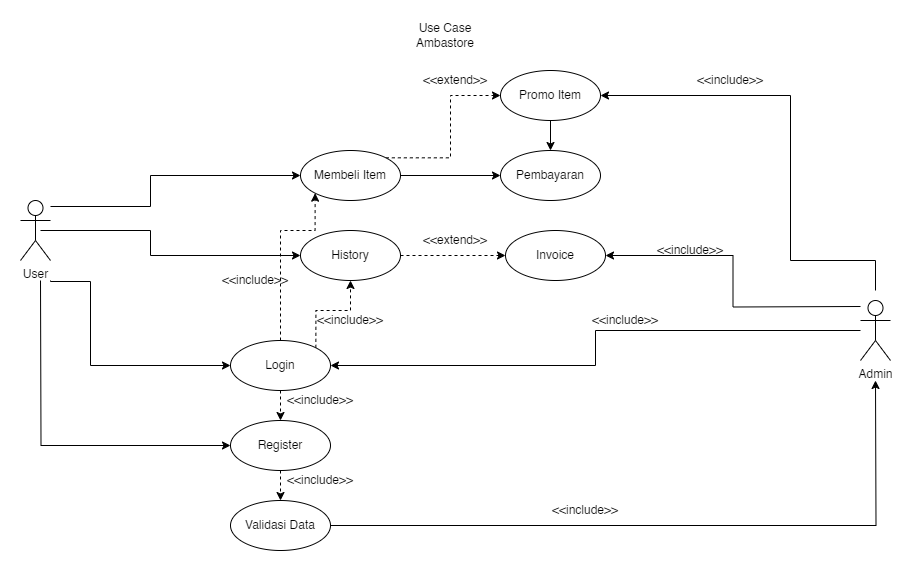 Use Case
Ambastore
<<extend>>
<<include>>
Promo Item
Membeli Item
Pembayaran
<<extend>>
<<include>>
User
History
Invoice
<<include>>
<<include>>
<<include>>
Login
Admin
<<include>>
Register
<<include>>
<<include>>
Validasi Data